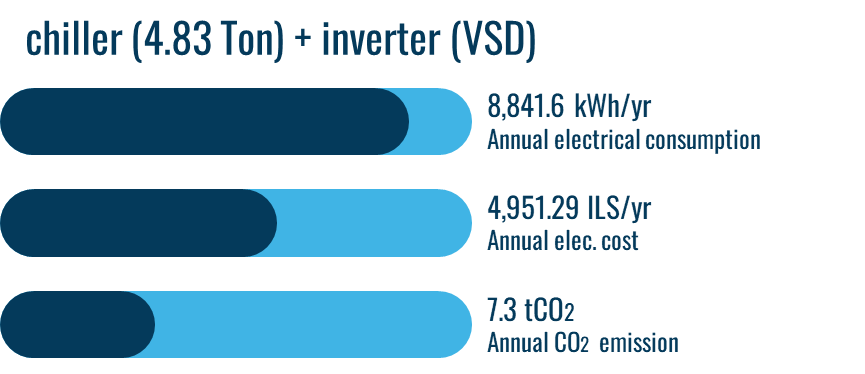 chiller (4.83 Ton) + inverter (VSD)
8,841.6 kWh/yr
Annual electrical consumption
4,951.29 ILS/yr
Annual elec. cost
7.3 tCO2
Annual CO2 emission